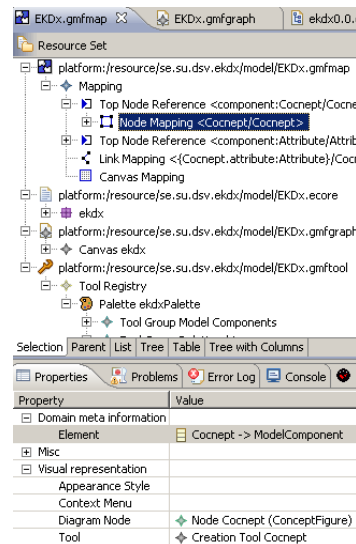 EKDx.gmfmap
EKDx.gmfgraph
ekdx0.0.
Resource Set
platform:/resource/se.su.dsv.ekdx/model/EKDx.gmfmap
Mapping
Top Node Reference <component:Cocnept/Cocne
Node Mapping <Cocnept/Cocnept>
Top Node Reference <component:Attribute/Attrib
Link Mapping <{Cocnept.attribute:Attribute}/Coc
Canvas Mapping
platform:/resource/se.su.dsv.ekdx/model/EKDx.ecore
ekdx
platform:/resource/se.su.dsv.ekdx/model/EKDx.gmfgraph
Canvas ekdx
platform:/resource/se.su.dsv.ekdx/model/EKDx.gmftool
Tool Registry
Palette ekdxPalette
Tool Group Model Components
Selection Parent List Tree Table Tree with Columns
Properties Problems Error Log Console
Property Value
Domain meta information
Element Cocnept -> ModelComponent
Misc
Visual representation
Appearance Style
Context Menu
Diagram Node Node Cocnept (ConceptFigure)
Tool Creation Tool Cocnept